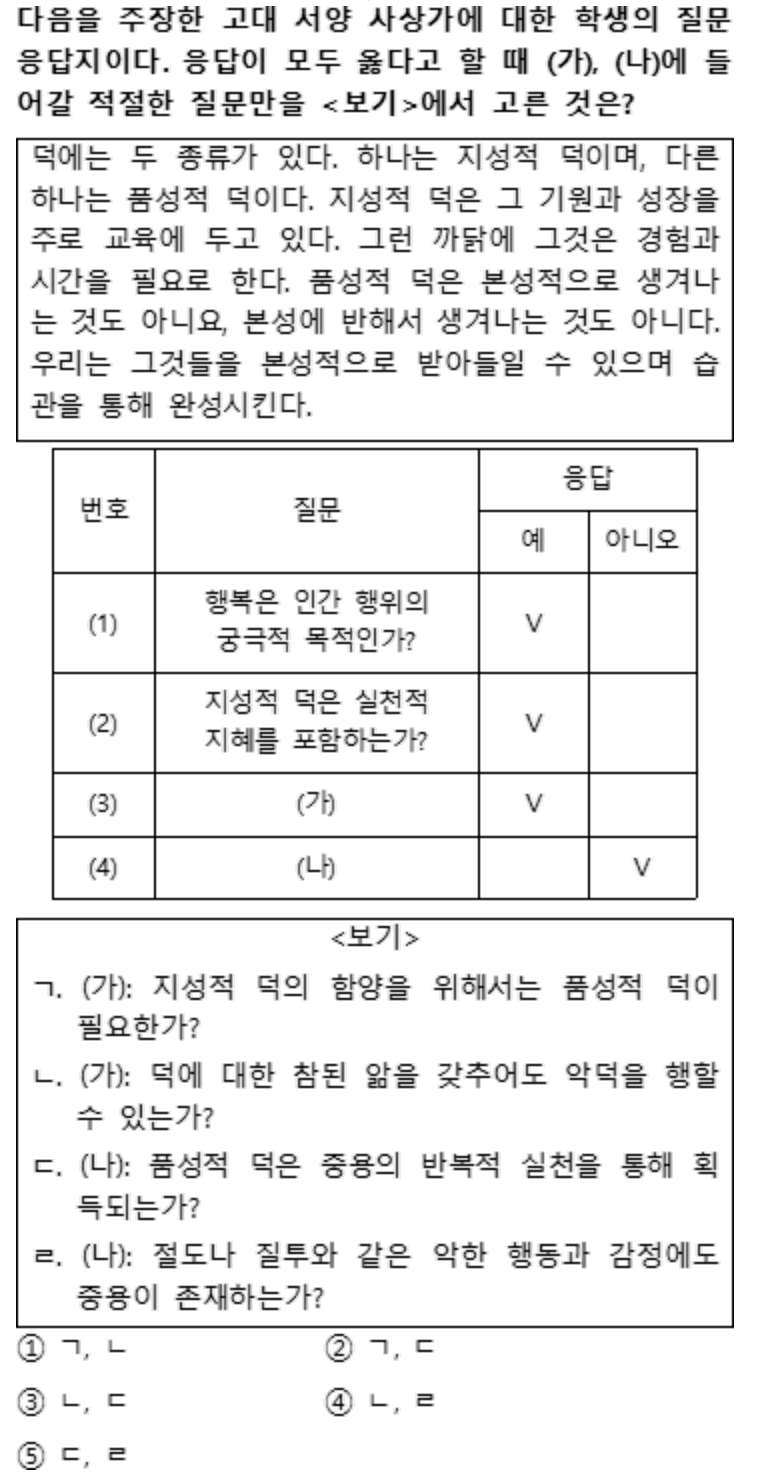 다음을 주장한 고대 서양 사상가에 대한 학생의 질문
응답지이다. 응답이 모두 옳다고 할 때 (가), (나)에 들
어갈 적절한 질문만을 <보기>에서 고른 것은?
덕에는 두 종류가 있다. 하나는 지성적 덕이며, 다른
하나는 품성적 덕이다. 지성적 덕은 그 기원과 성장을
주로 교육에 두고 있다. 그런 까닭에 그것은 경험과
시간을 필요로 한다. 품성적 덕은 본성적으로 생겨나
는 것도 아니요, 본성에 반해서 생겨나는 것도 아니다.
우리는 그것들을 본성적으로 받아들일 수 있으며 습
관을 통해 완성시킨다.
번호 질문 응답
예 아니오
(1) 행복은 인간 행위의
궁극적 목적인가? V
(2) 지성적 덕은 실천적
지혜를 포함하는가? V
(3) (가) V
(4) (나) V
<보기>
ㄱ. (가): 지성적 덕의 함양을 위해서는 품성적 덕이
필요한가?
ㄴ. (가): 덕에 대한 참된 앎을 갖추어도 악덕을 행할
수 있는가?
ㄷ. (나): 품성적 덕은 중용의 반복적 실천을 통해 획
득되는가?
ㄹ. (나): 절도나 질투와 같은 악한 행동과 감정에도
중용이 존재하는가?
① ㄱ, ㄴ ② ㄱ, ㄷ
③ ㄴ, ㄷ ④ ㄴ, ㄹ
⑤ ㄷ, ㄹ